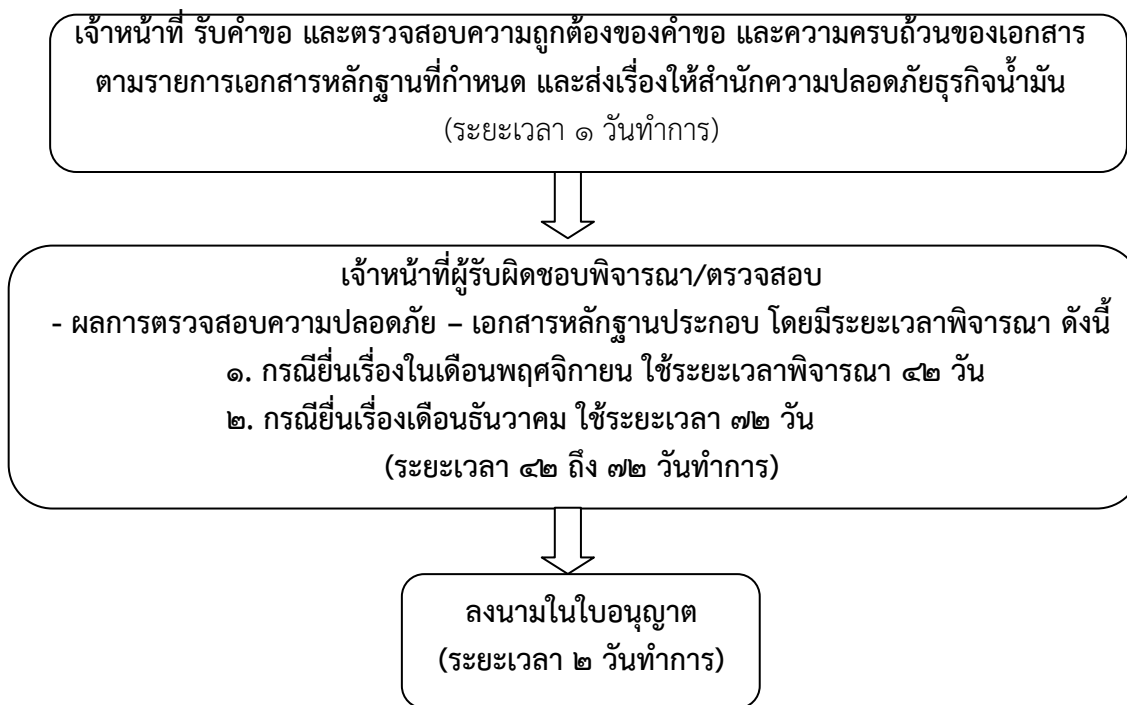 เจ้าหน้าที่ รับคำขอ และตรวจสอบความถูกต้องของคำขอ และความครบถ้วนของเอกสาร
ตามรายการเอกสารหลักฐานที่กำหนด และส่งเรื่องให้สำนักความปลอดภัยธุรกิจน้ำมัน
(ระยะเวลา ๑ วันทำการ)
เจ้าหน้าที่ผู้รับผิดชอบพิจารณา/ตรวจสอบ
- ผลการตรวจสอบความปลอดภัย – เอกสารหลักฐานประกอบ โดยมีระยะเวลาพิจารณา ดังนี้
๑. กรณียื่นเรื่องในเดือนพฤศจิกายน ใช้ระยะเวลาพิจารณา ๔๒ วัน
๒. กรณียื่นเรื่องเดือนธันวาคม ใช้ระยะเวลา ๗๒ วัน
(ระยะเวลา ๔๒ ถึง ๗๒ วันทำการ)
ลงนามในใบอนุญาต
(ระยะเวลา ๒ วันทำการ)